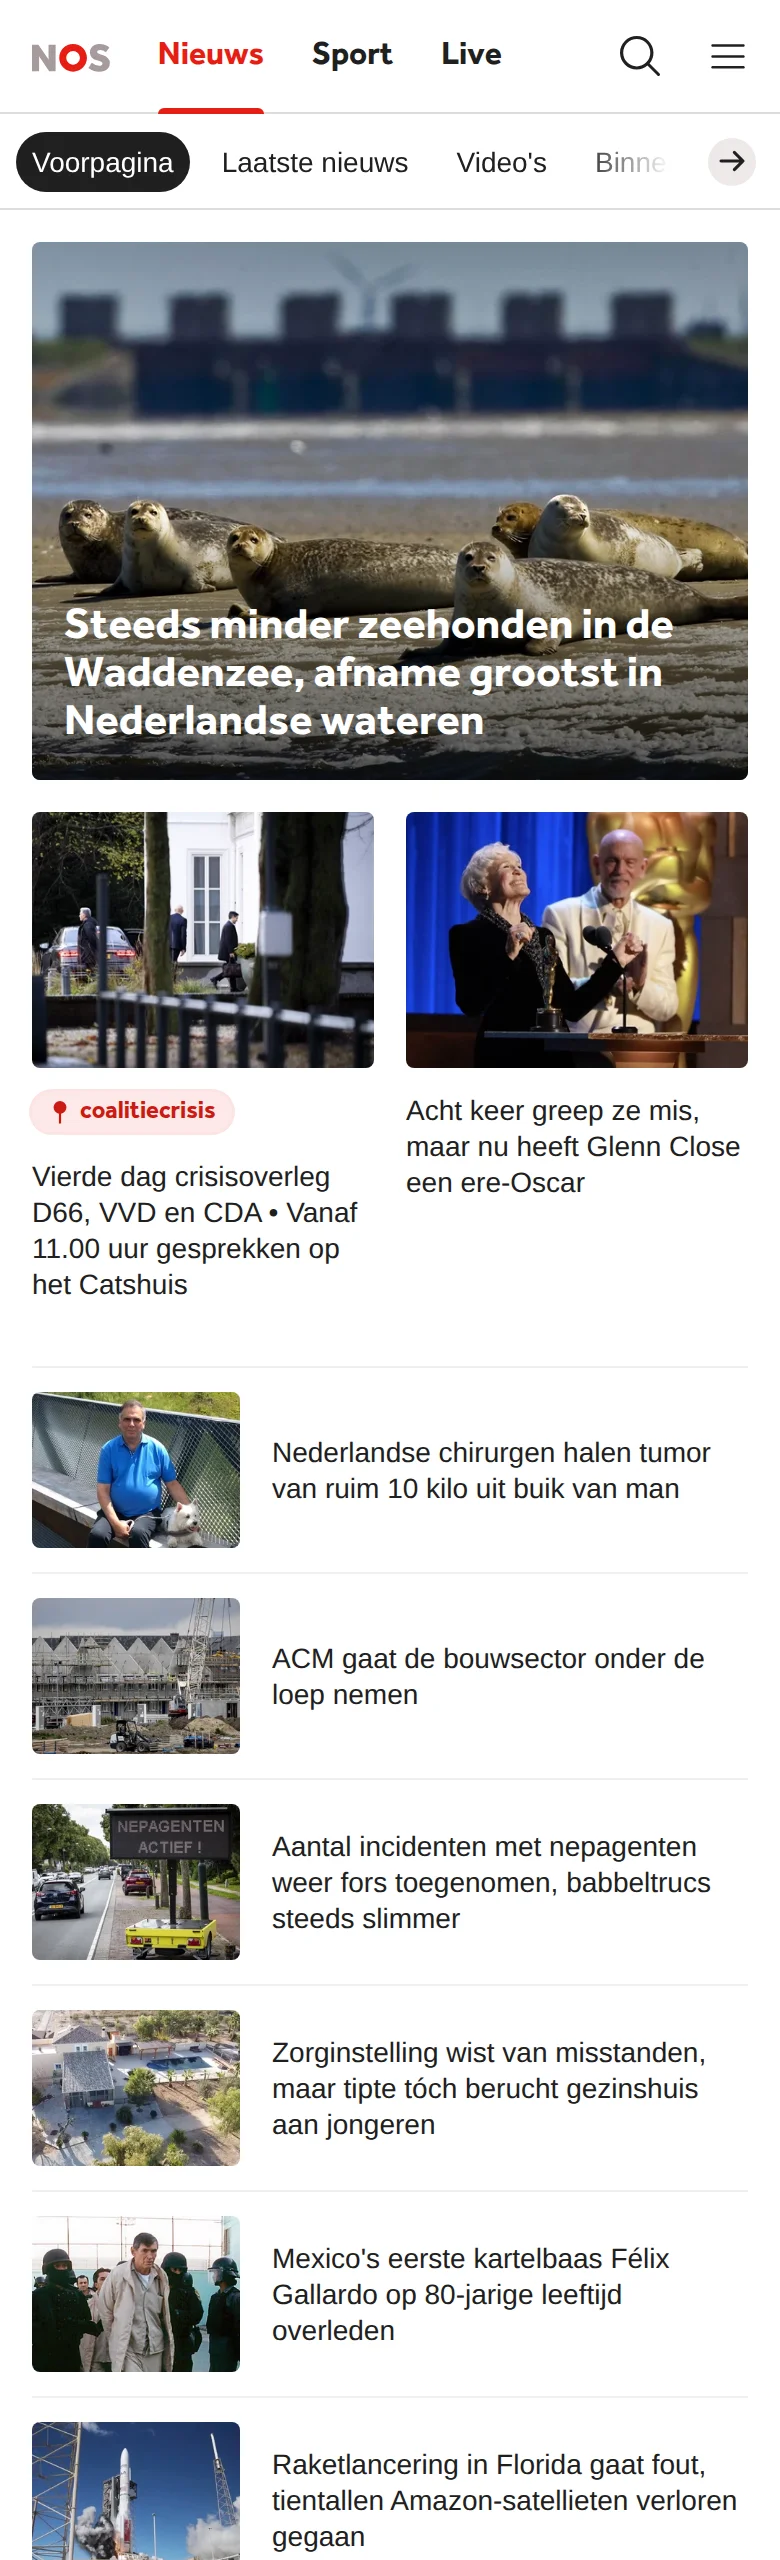 NOS
Nieuws
Sport
Live
Voorpagina
Laatste nieuws
Video's
Binne
Steeds minder zeehonden in de
Waddenzee, afname grootst in
Nederlandse wateren
coalitiecrisis
Vierde dag crisisoverleg
D66, VVD en CDA • Vanaf
11.00 uur gesprekken op
het Catshuis
Acht keer greep ze mis,
maar nu heeft Glenn Close
een ere-Oscar
Nederlandse chirurgen halen tumor
van ruim 10 kilo uit buik van man
ACM gaat de bouwsector onder de
loep nemen
NEPAGENTEN
ACTIEF !
Aantal incidenten met nepagenten
weer fors toegenomen, babbeltrucs
steeds slimmer
Zorginstelling wist van misstanden,
maar tipte tóch berucht gezinshuis
aan jongeren
Mexico's eerste kartelbaas Félix
Gallardo op 80-jarige leeftijd
overleden
Raketlancering in Florida gaat fout,
tientallen Amazon-satellieten verloren
gegaan